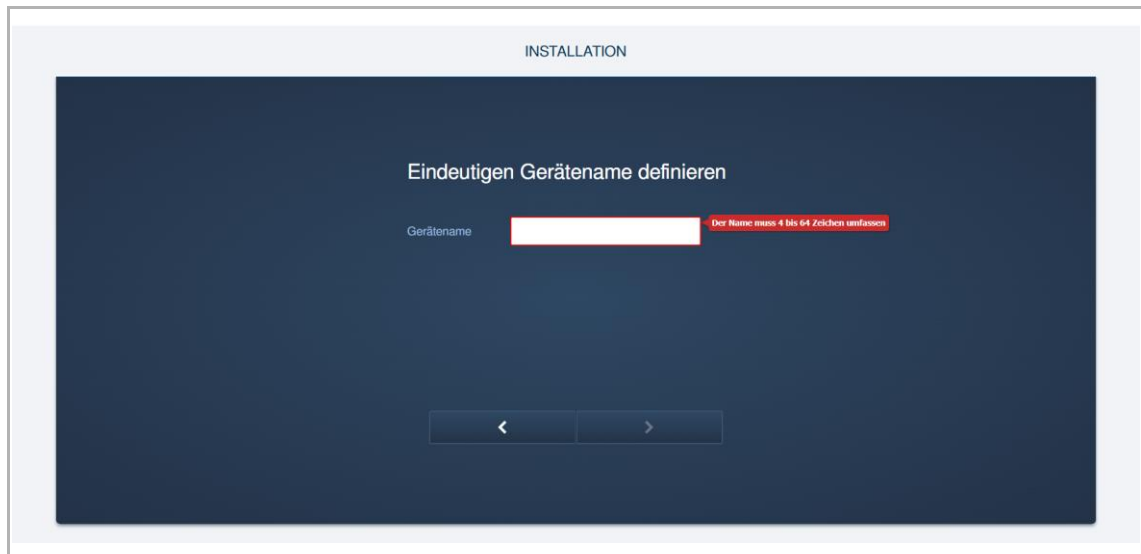 INSTALLATION
Eindeutigen Gerätename definieren
Gerätename
Der Name muss 4 bis 64 Zeichen umfassen